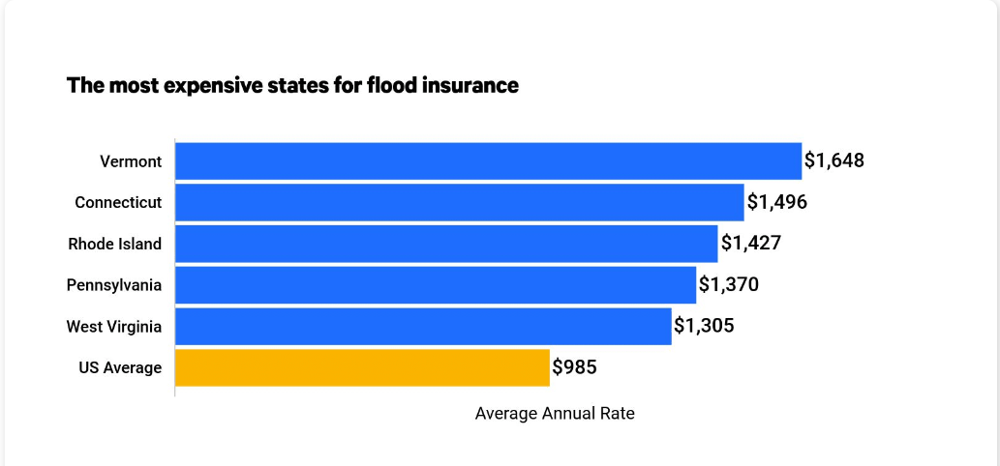 The most expensive states for flood insurance
Vermont $1,648
Connecticut $1,496
Rhode Island $1,427
Pennsylvania $1,370
West Virginia $1,305
US Average $985
Average Annual Rate